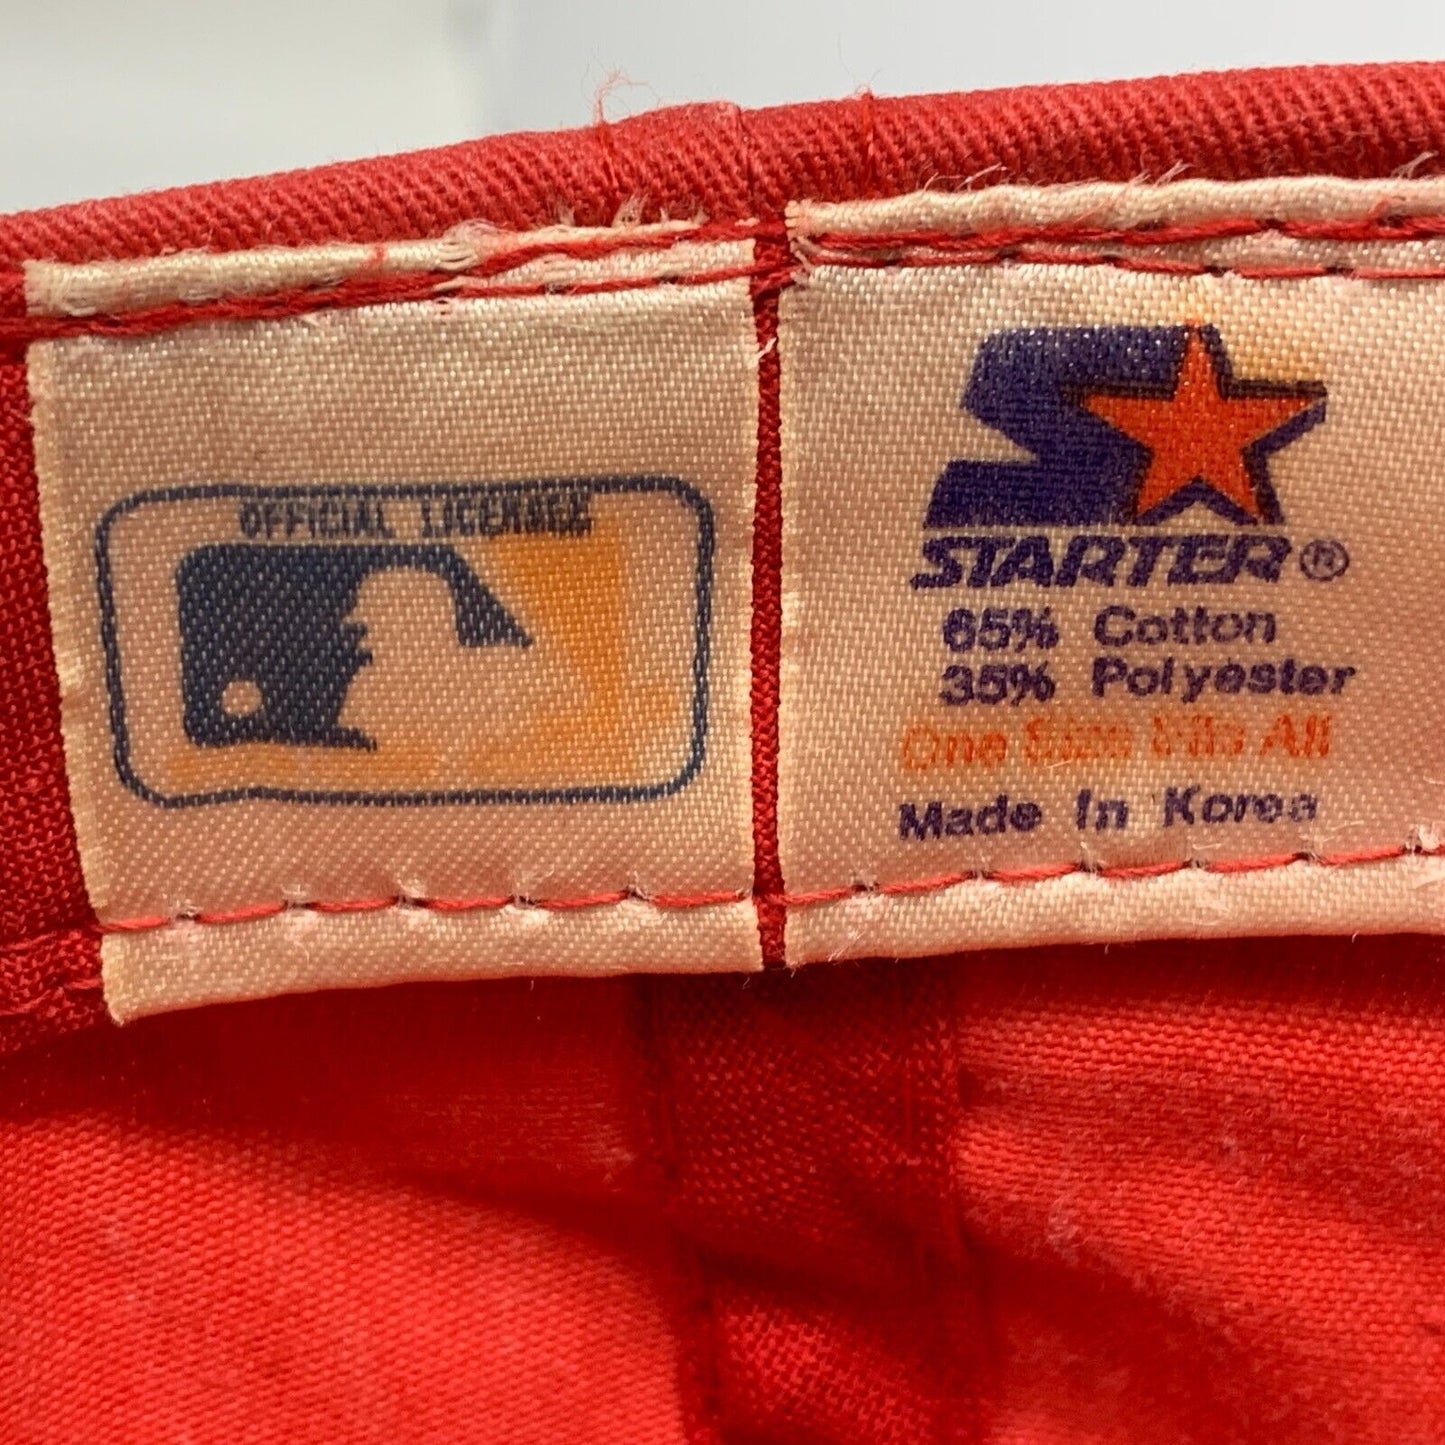 OFFICIAL LICENSEE
STARTER®
65% Cotton
35% Polyester
One Size Fits All
Made In Korea